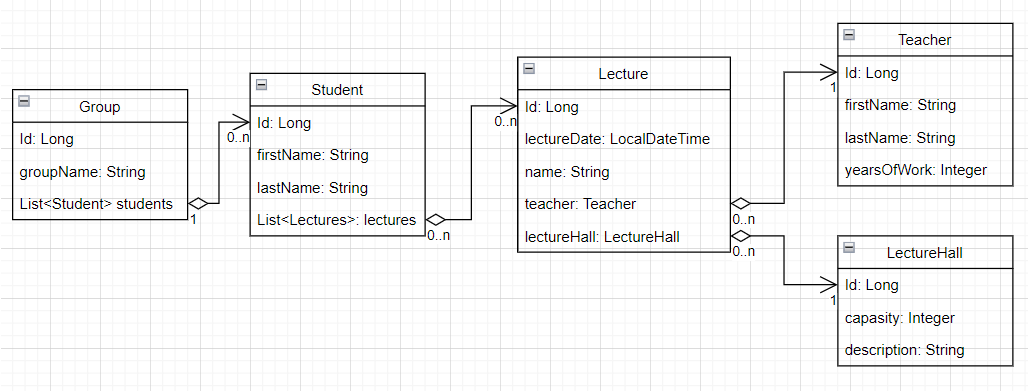 Group
Id: Long
groupName: String
List<Student> students
1
0..n
Student
Id: Long
firstName: String
lastName: String
List<Lectures>: lectures
0..n
0..n
Lecture
Id: Long
lectureDate: LocalDateTime
name: String
teacher: Teacher
lectureHall: LectureHall
0..n
0..n
1
Teacher
Id: Long
firstName: String
lastName: String
yearsOfWork: Integer
1
LectureHall
Id: Long
capasity: Integer
description: String